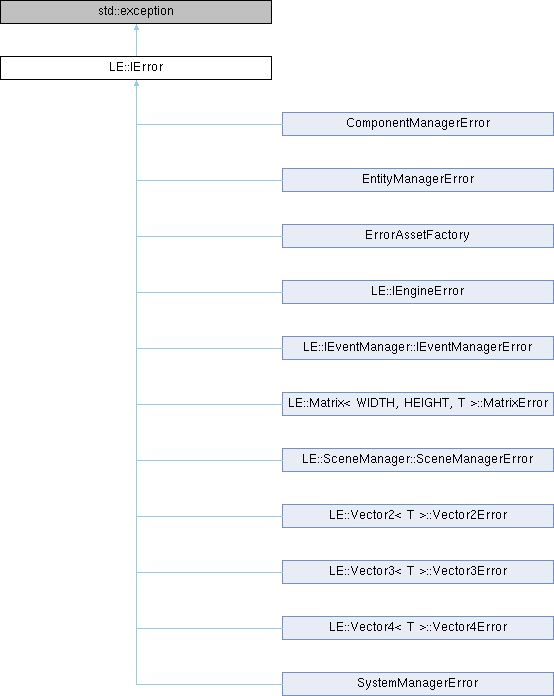 std::exception
LE::IError
ComponentManagerError
EntityManagerError
ErrorAssetFactory
LE::IEngineError
LE::IEventManager::IEventManagerError
LE::Matrix< WIDTH, HEIGHT, T >::MatrixError
LE::SceneManager::SceneManagerError
LE::Vector2< T >::Vector2Error
LE::Vector3< T >::Vector3Error
LE::Vector4< T >::Vector4Error
SystemManagerError